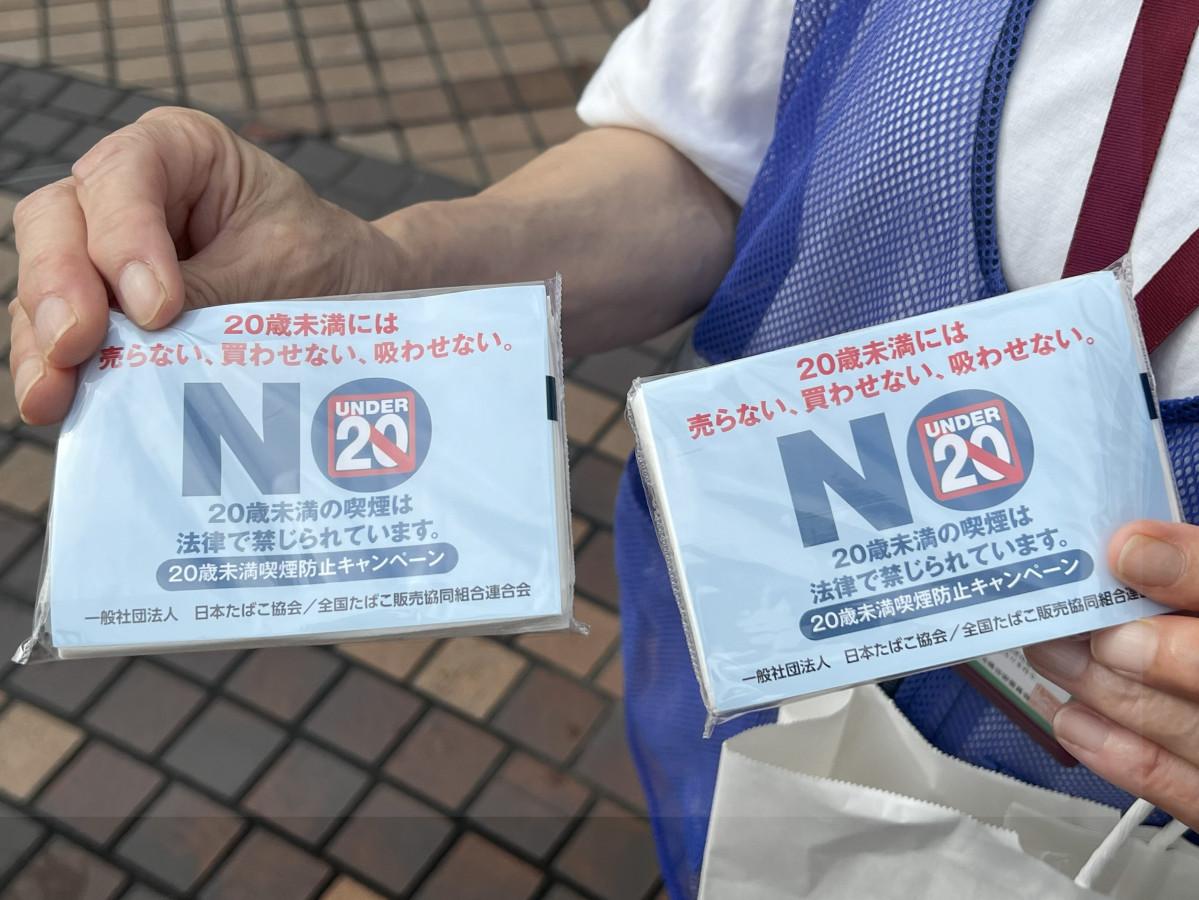 20歳未満には
売らない、買わせない、吸わせない。
NO
UNDER
20
20歳未満の喫煙は
法律で禁じられています。
20歳未満喫煙防止キャンペーン
一般社団法人 日本たばこ協会／全国たばこ販売協同組合連合会
20歳未満には
売らない、買わせない、吸わせない。
NO
UNDER
20
20歳未満の喫煙は
法律で禁じられています。
20歳未満喫煙防止キャンペーン
一般社団法人 日本たばこ協会／全国たばこ販売協同組合連